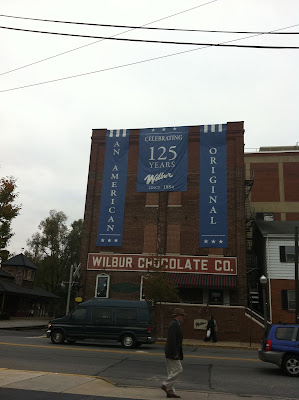 AN AMERICAN
CELEBRATING
125
YEARS
Wilbur
SINCE 1884
ORIGINAL
WILBUR CHOCOLATE CO.